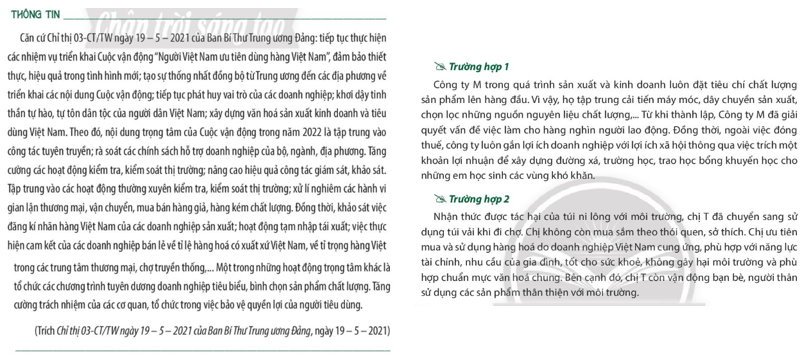 THÔNG TIN
Chân trời sáng tạo
Căn cứ Chỉ thị 03-CT/TW ngày 19 – 5 – 2021 của Ban Bí Thư Trung ương Đảng: tiếp tục thực hiện
các nhiệm vụ triển khai Cuộc vận động "Người Việt Nam ưu tiên dùng hàng Việt Nam", đảm bảo thiết
thực, hiệu quả trong tình hình mới; tạo sự thống nhất đồng bộ từ Trung ương đến các địa phương về
triển khai các nội dung Cuộc vận động; tiếp tục phát huy vai trò của các doanh nghiệp; khơi dậy tinh
thần tự hào, tự tôn dân tộc của người dân Việt Nam; xây dựng văn hoá sản xuất kinh doanh và tiêu
dùng Việt Nam. Theo đó, nội dung trọng tâm của Cuộc vận động trong năm 2022 là tập trung vào
công tác tuyên truyền; rà soát các chính sách hỗ trợ doanh nghiệp của bộ, ngành, địa phương. Tăng
cường các hoạt động kiểm tra, kiểm soát thị trường; nâng cao hiệu quả công tác giám sát, khảo sát.
Tập trung vào các hoạt động thường xuyên kiểm tra, kiểm soát thị trường; xử lí nghiêm các hành vi
gian lận thương mại, vận chuyển, mua bán hàng giả, hàng kém chất lượng. Đồng thời, khảo sát việc
đăng kí nhãn hàng Việt Nam của các doanh nghiệp sản xuất; hoạt động tạm nhập tái xuất; việc thực
hiện cam kết của các doanh nghiệp bán lẻ về tỉ lệ hàng hoá có xuất xứ Việt Nam, về tỉ trọng hàng Việt
trong các trung tâm thương mại, chợ truyền thống,... Một trong những hoạt động trọng tâm khác là
tổ chức các chương trình tuyên dương doanh nghiệp tiêu biểu, bình chọn sản phẩm chất lượng. Tăng
cường trách nhiệm của các cơ quan, tổ chức trong việc bảo vệ quyền lợi của người tiêu dùng.
(Trích Chỉ thị 03-CT/TW ngày 19 – 5 – 2021 của Ban Bí Thư Trung ương Đảng, ngày 19 – 5 – 2021)
Trường hợp 1
Công ty M trong quá trình sản xuất và kinh doanh luôn đặt tiêu chí chất lượng
sản phẩm lên hàng đầu. Vì vậy, họ tập trung cải tiến máy móc, dây chuyền sản xuất,
chọn lọc những nguồn nguyên liệu chất lượng,... Từ khi thành lập, Công ty M đã giải
quyết vấn đề việc làm cho hàng nghìn người lao động. Đồng thời, ngoài việc đóng
thuế, công ty luôn gắn lợi ích doanh nghiệp với lợi ích xã hội thông qua việc trích một
khoản lợi nhuận để xây dựng đường xá, trường học, trao học bổng khuyến học cho
những em học sinh các vùng khó khăn.
Trường hợp 2
Nhận thức được tác hại của túi ni lông với môi trường, chị T đã chuyển sang sử
dụng túi vải khi đi chợ. Chị không còn mua sắm theo thói quen, sở thích. Chị ưu tiên
mua và sử dụng hàng hoá do doanh nghiệp Việt Nam cung ứng, phù hợp với năng lực
tài chính, nhu cầu của gia đình, tốt cho sức khoẻ, không gây hại môi trường và phù
hợp chuẩn mực văn hoá chung. Bên cạnh đó, chị T còn vận động bạn bè, người thân
sử dụng các sản phẩm thân thiện với môi trường.